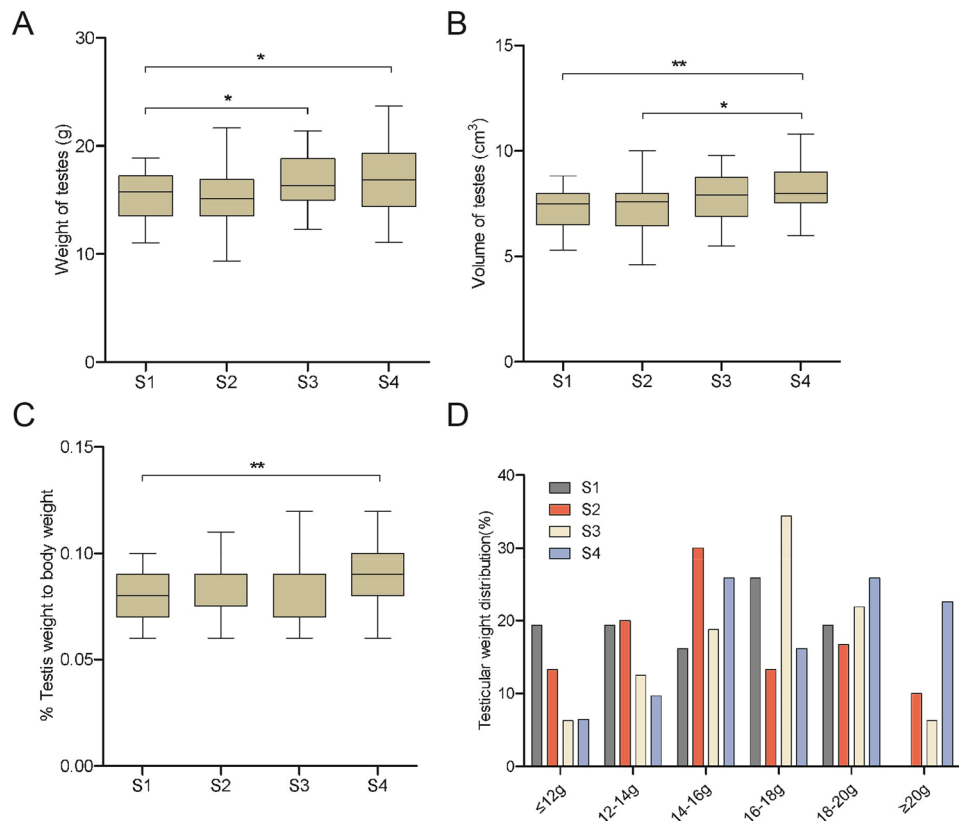 A
Weight of testes (g)
30
20
10
0
*
*
S1 S2 S3 S4
B
Volume of testes (cm³)
15
10
5
0
**
*
S1 S2 S3 S4
C
% Testis weight to body weight
0.15
0.10
0.05
0.00
**
S1 S2 S3 S4
D
Testicular weight distribution(%)
40
30
20
10
0
S1
S2
S3
S4
≤12g 12-14g 14-16g 16-18g 18-20g ≥20g